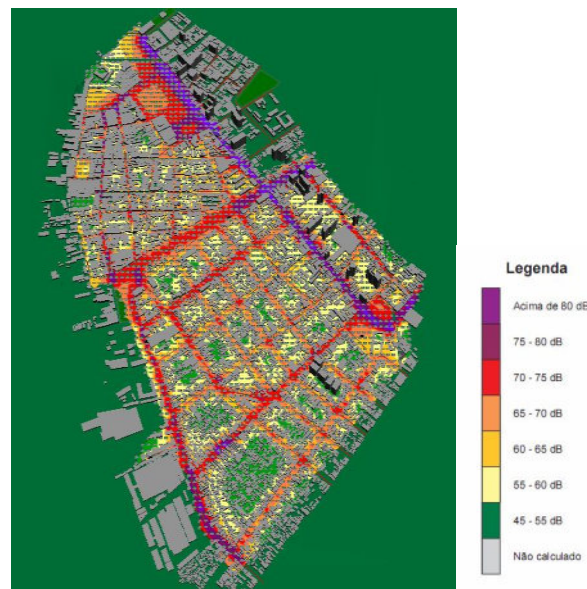 Legenda
Acima de 80 dB
75 - 80 dB
70 - 75 dB
65 - 70 dB
60 - 65 dB
55 - 60 dB
45 - 55 dB
Não calculado